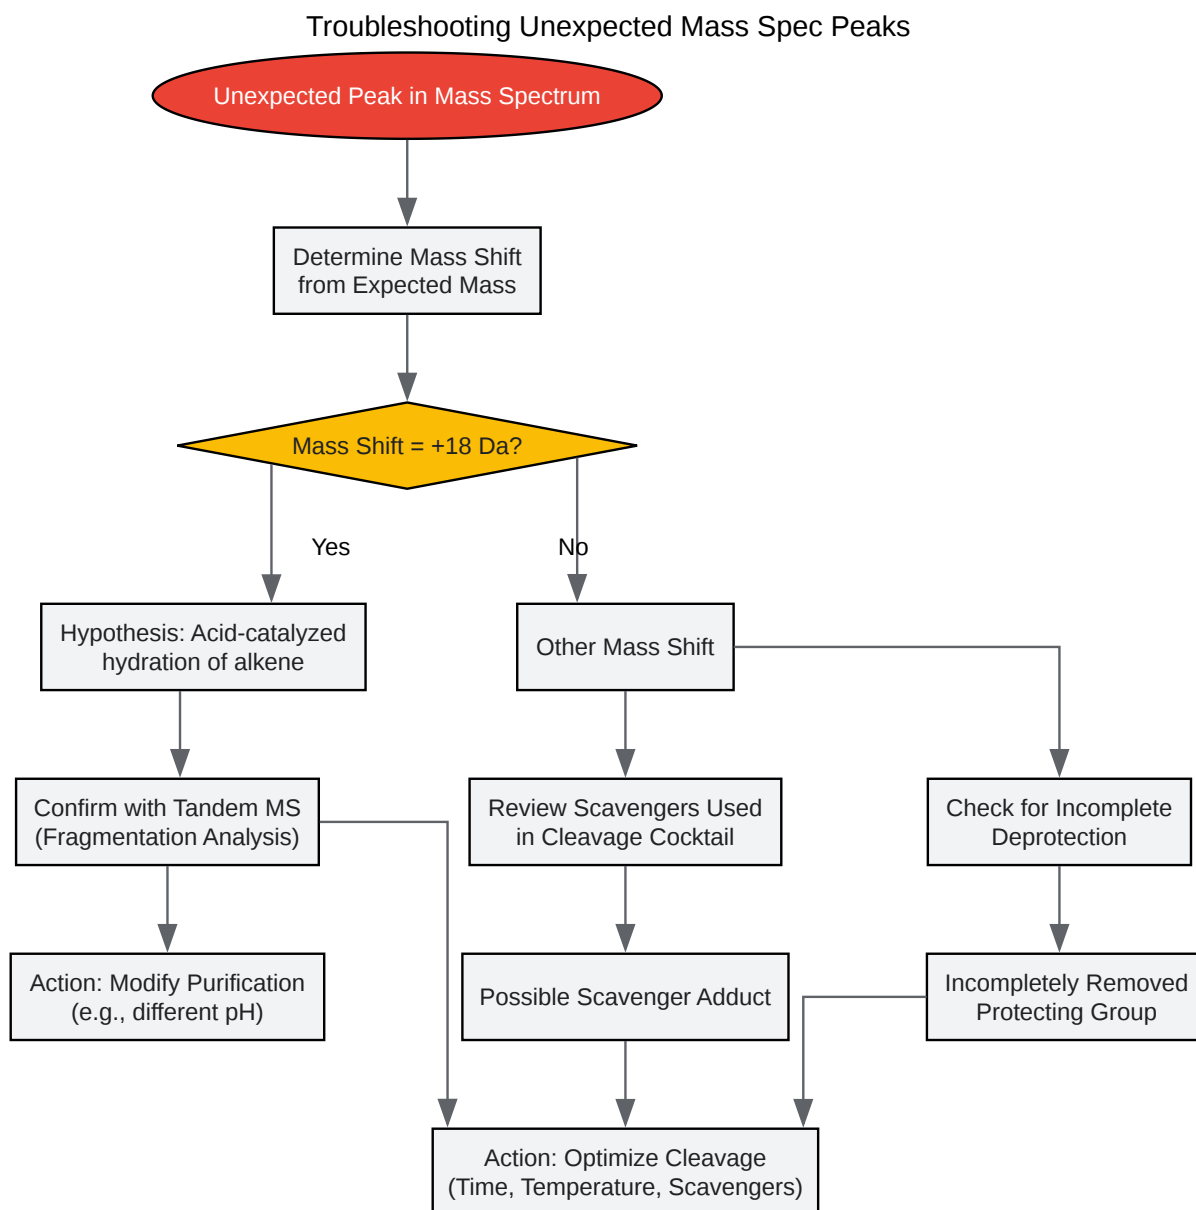 Troubleshooting Unexpected Mass Spec Peaks
Unexpected Peak in Mass Spectrum
Determine Mass Shift
from Expected Mass
Mass Shift = +18 Da?
Yes
No
Hypothesis: Acid-catalyzed
hydration of alkene
Other Mass Shift
Confirm with Tandem MS
(Fragmentation Analysis)
Review Scavengers Used
in Cleavage Cocktail
Check for Incomplete
Deprotection
Action: Modify Purification
(e.g., different pH)
Possible Scavenger Adduct
Incompletely Removed
Protecting Group
Action: Optimize Cleavage
(Time, Temperature, Scavengers)